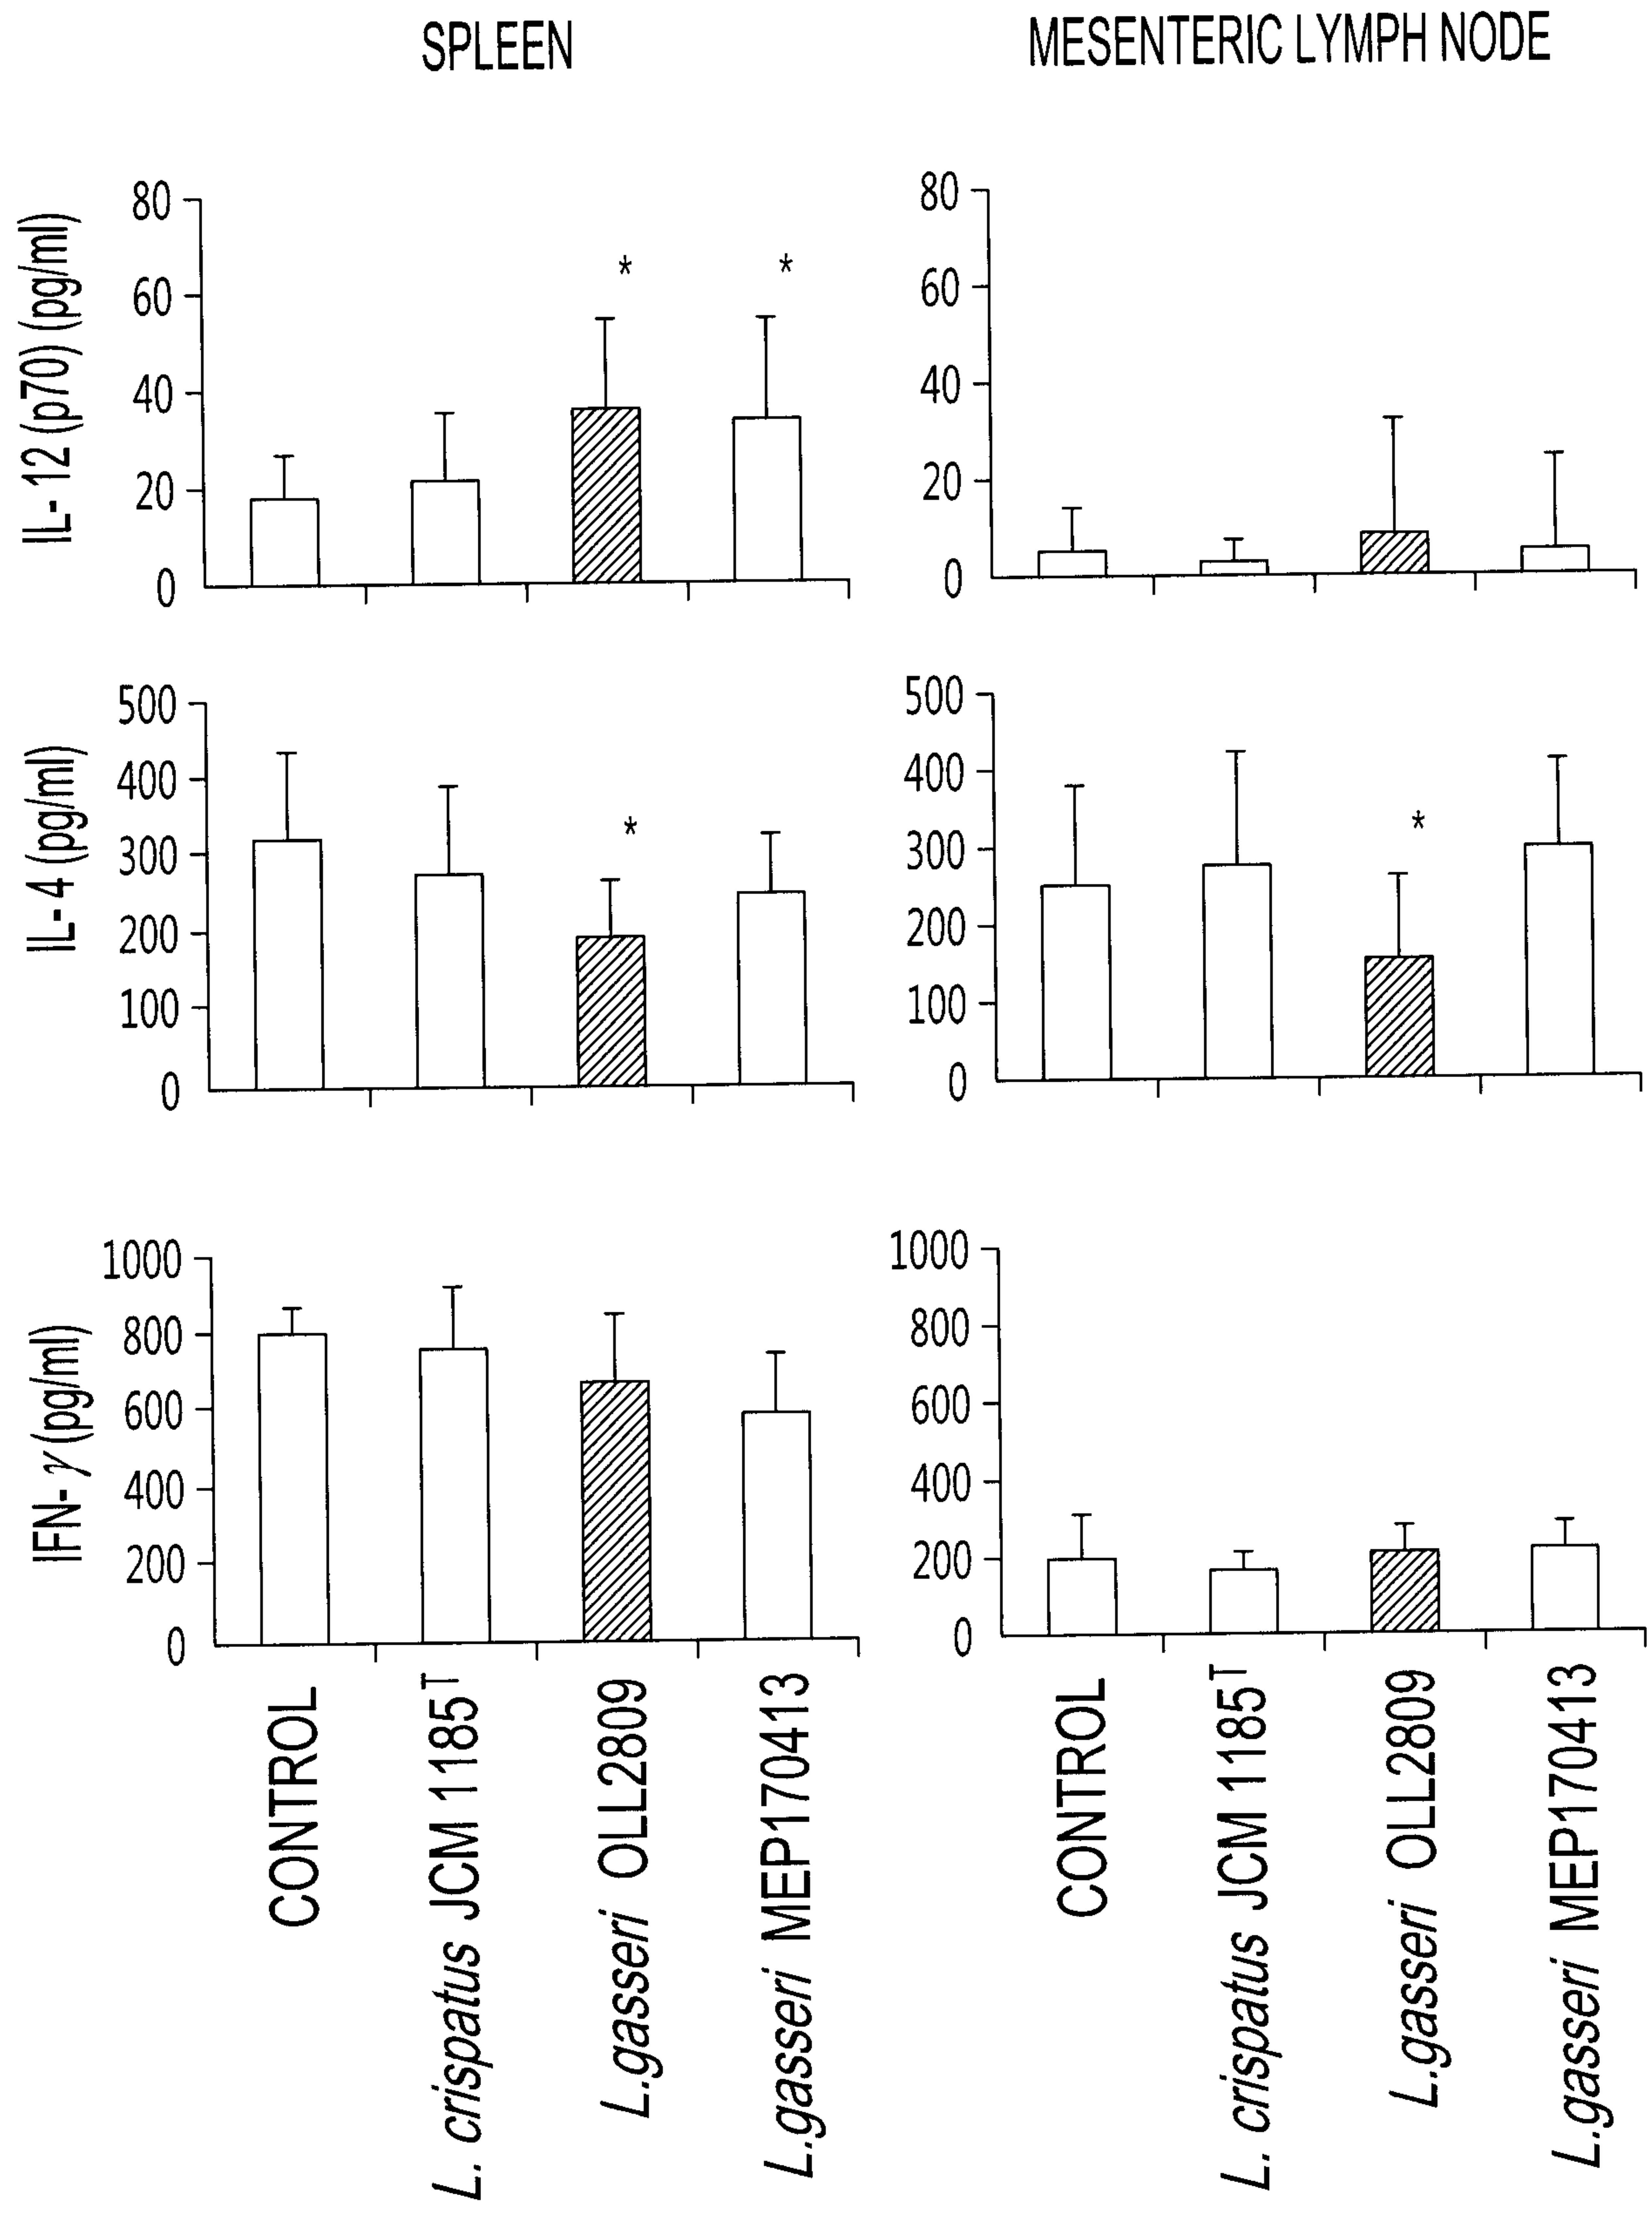 SPLEEN
MESENTERIC LYMPH NODE
IL-12 (p70) (pg/ml)
80
60
40
20
0
*
*
80
60
40
20
0
IL-4 (pg/ml)
500
400
300
200
100
0
*
500
400
300
200
100
0
*
IFN-γ (pg/ml)
1000
800
600
400
200
0
1000
800
600
400
200
0
CONTROL
L. crispatus JCM 1185ᵀ
L.gasseri OLL2809
L.gasseri MEP170413
CONTROL
L. crispatus JCM 1185ᵀ
L.gasseri OLL2809
L.gasseri MEP170413